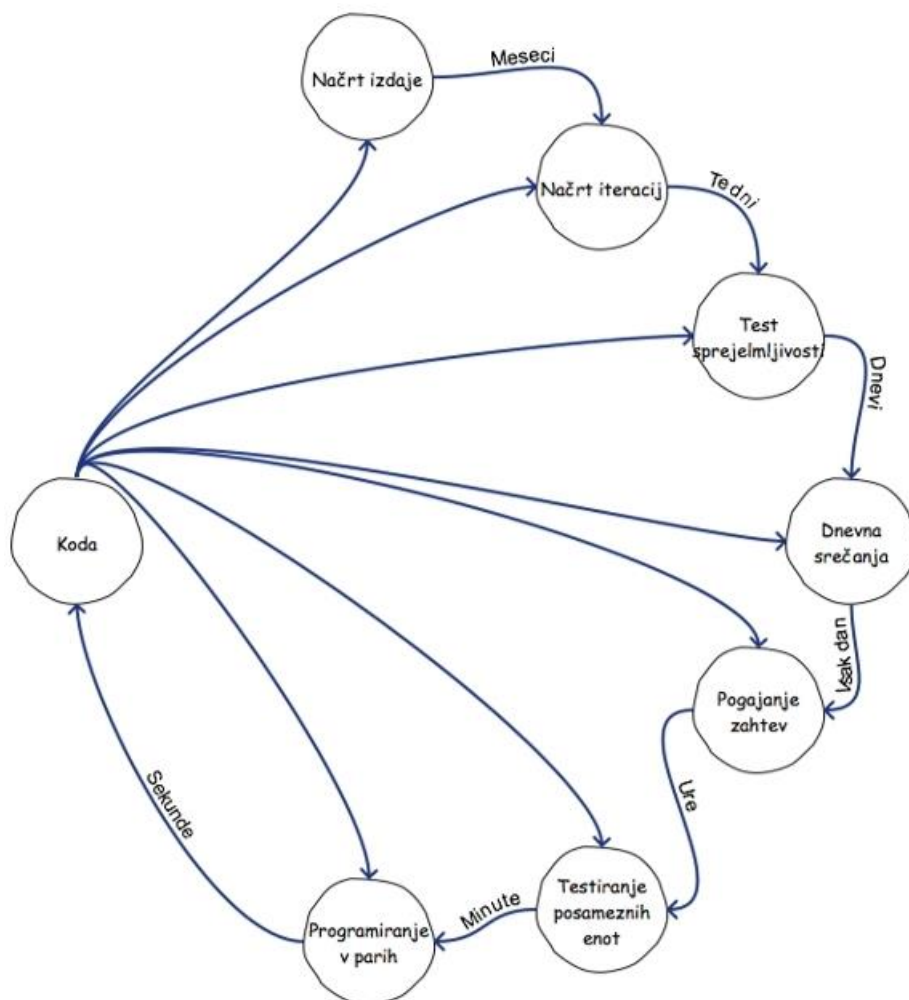 Načrt izdaje
Meseci
Načrt iteracij
Tedni
Test
sprejelmljivosti
Dnevi
Koda
Dnevna
srečanja
Vsak dan
Pogajanje
zahtev
Ure
Sekunde
Testiranje
posameznih
enot
Minute
Programiranje
v parih